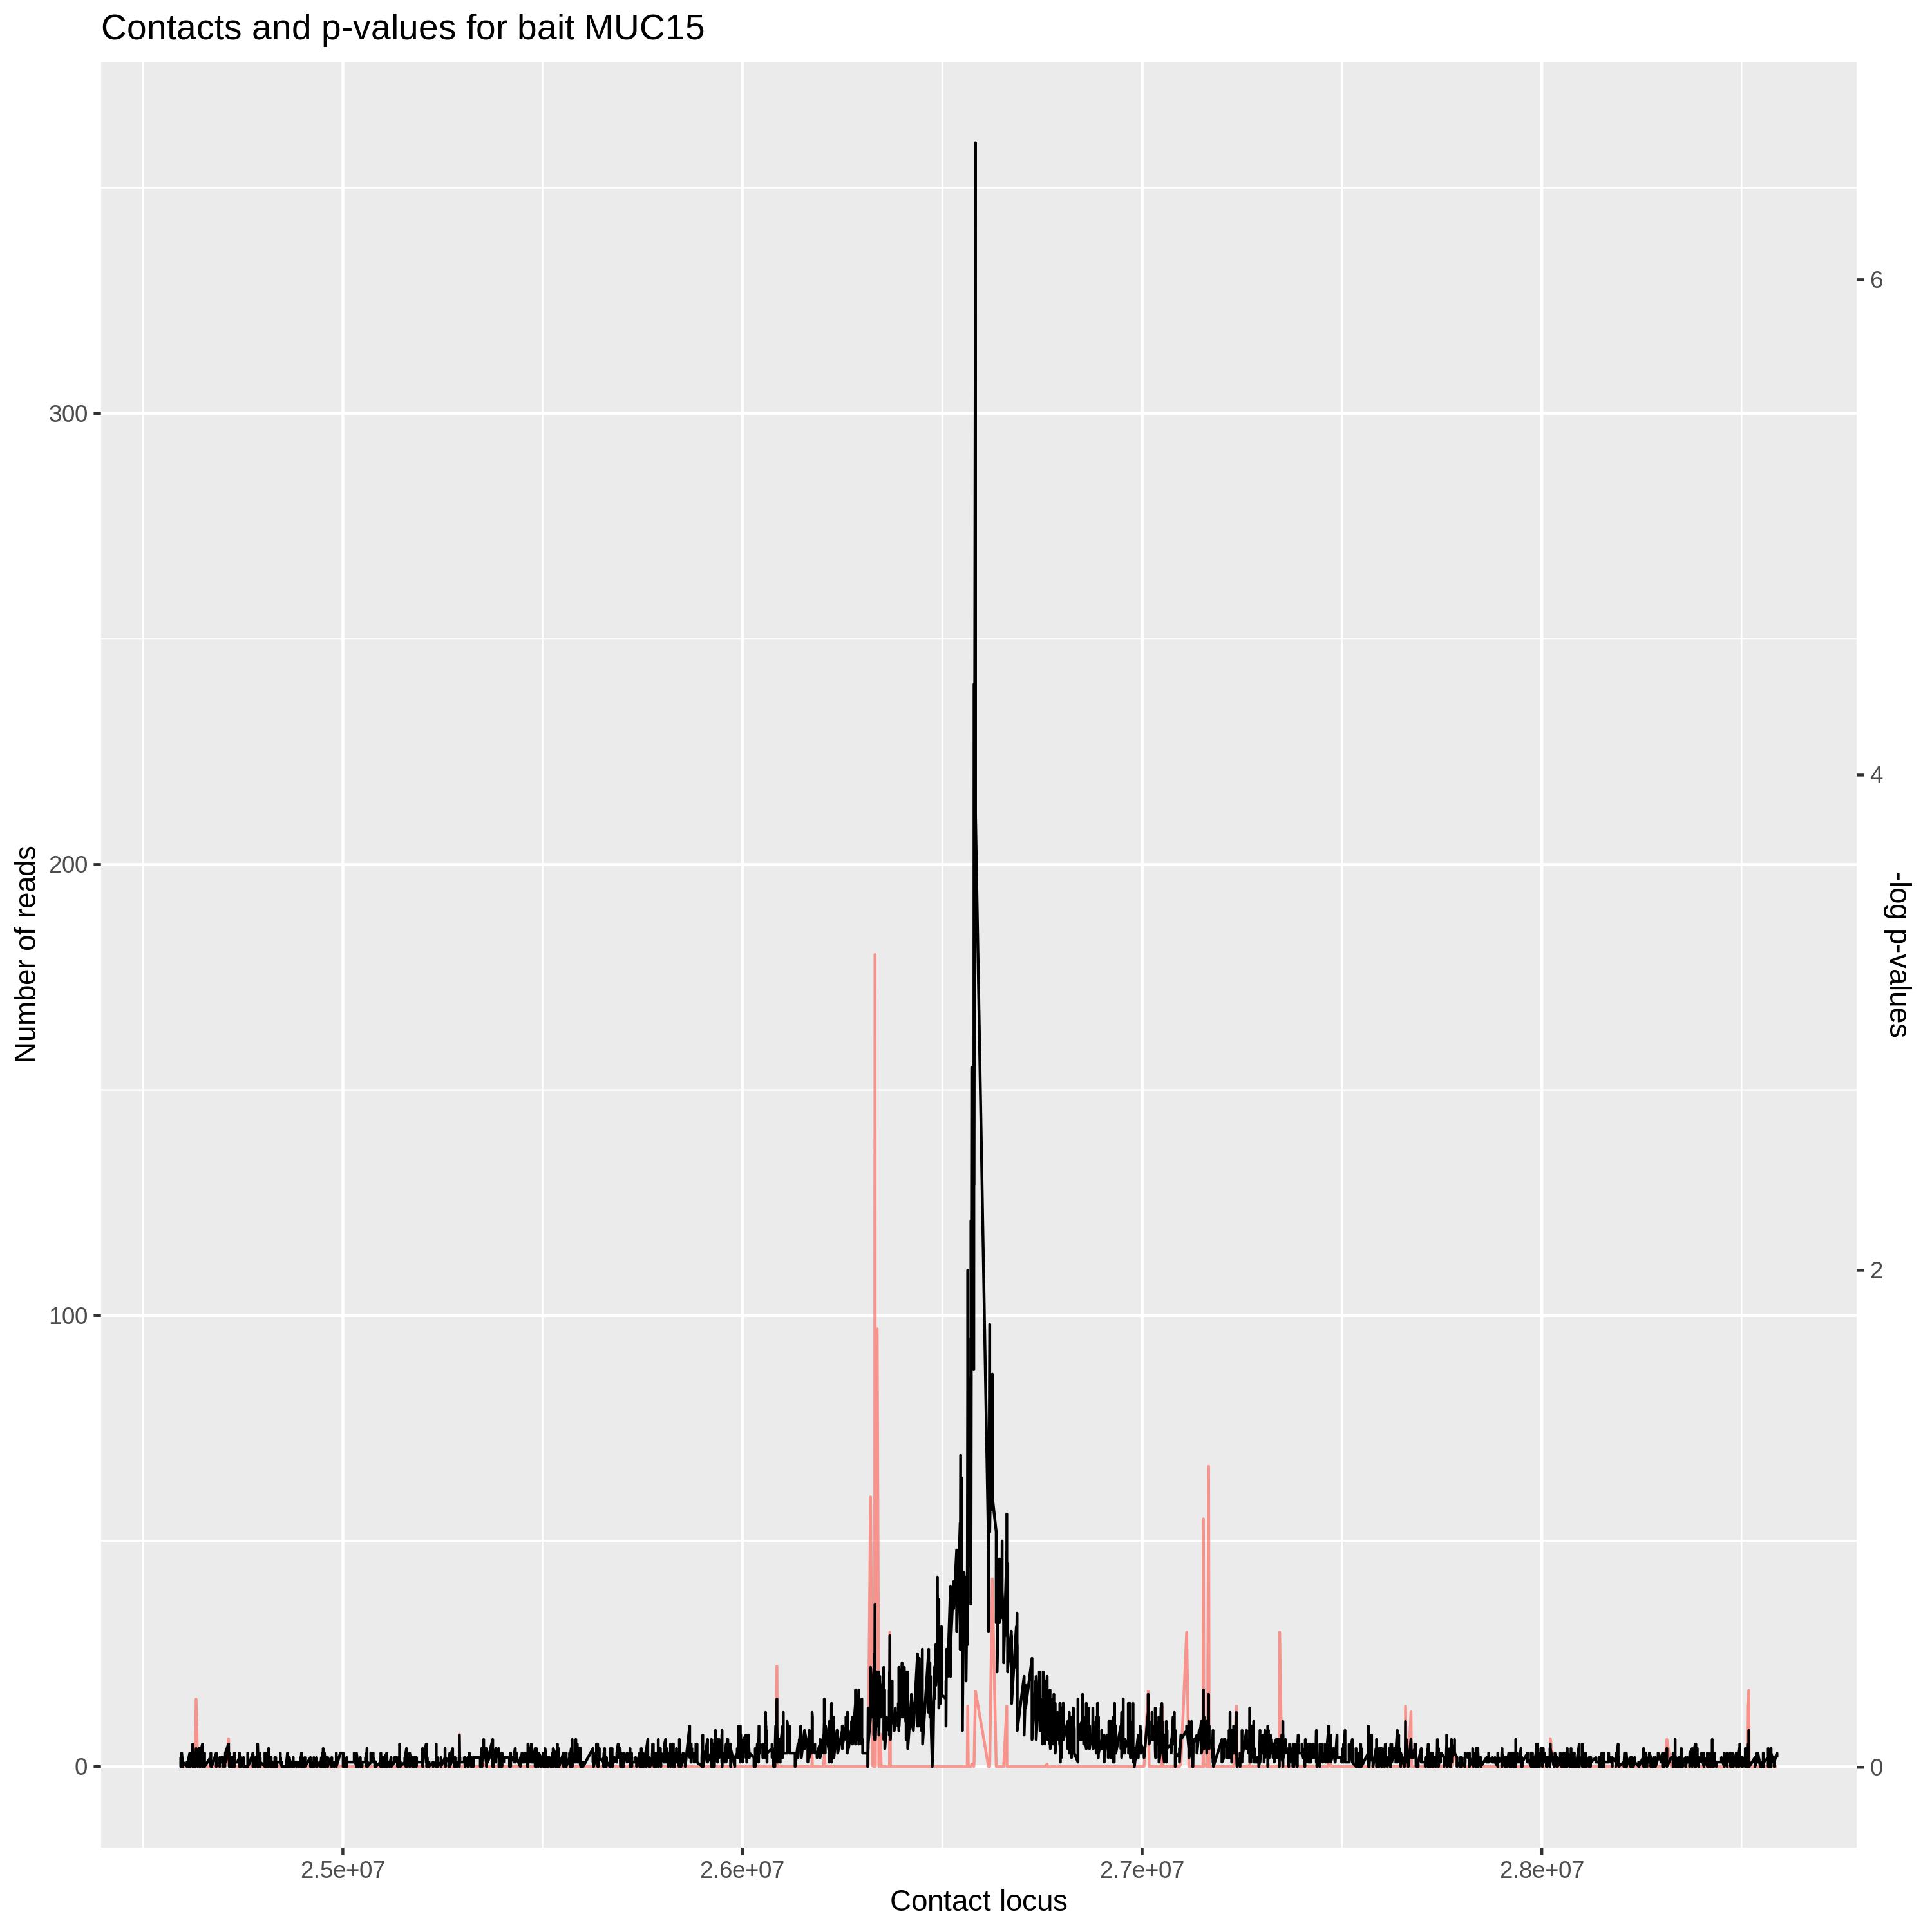 Contacts and p-values for bait MUC15
Number of reads
300
200
100
0
6
4
2
0
-log p-values
2.5e+07
2.6e+07
2.7e+07
2.8e+07
Contact locus